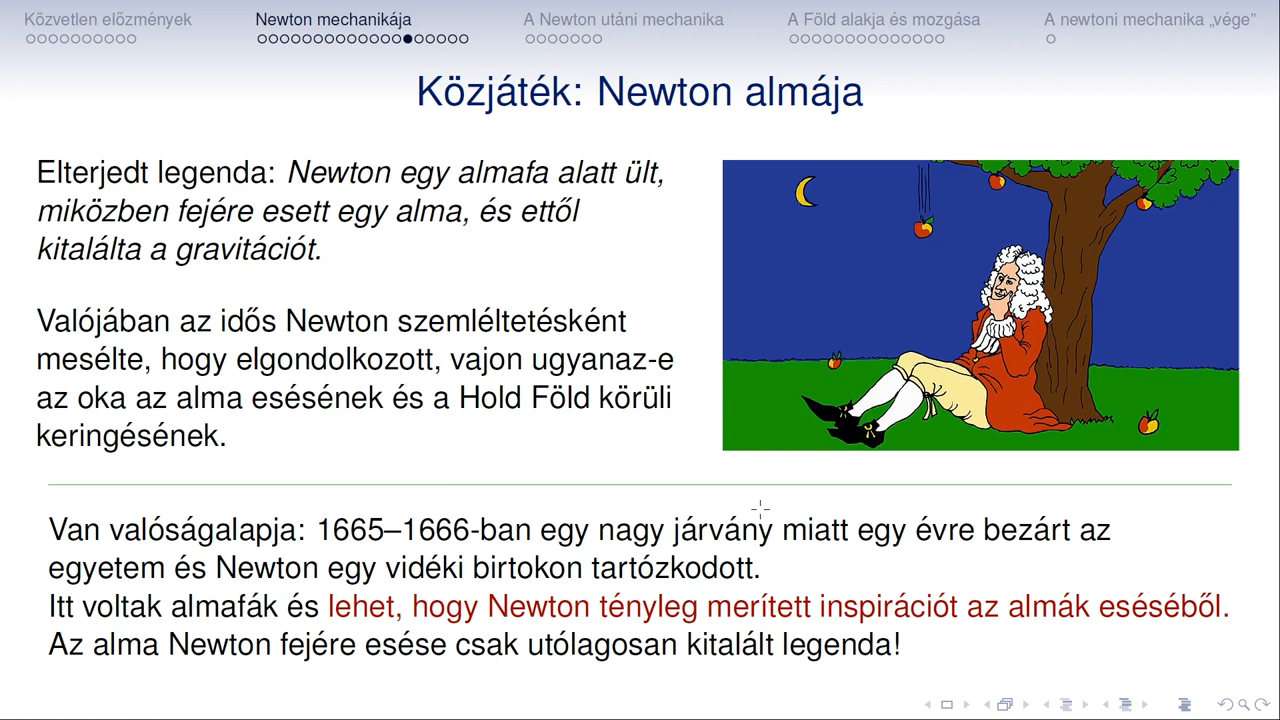 Közvetlen előzmények
Newton mechanikája
A Newton utáni mechanika
A Föld alakja és mozgása
A newtoni mechanika „vége”
Közjáték: Newton almája
Elterjedt legenda: Newton egy almafa alatt ült,
miközben fejére esett egy alma, és ettől
kitalálta a gravitációt.
Valójában az idős Newton szemléltetésként
mesélte, hogy elgondolkozott, vajon ugyanaz-e
az oka az alma esésének és a Hold Föld körüli
keringésének.
Van valóságalapja: 1665–1666-ban egy nagy járvány miatt egy évre bezárt az
egyetem és Newton egy vidéki birtokon tartózkodott.
Itt voltak almafák és lehet, hogy Newton tényleg merített inspirációt az almák eséséből.
Az alma Newton fejére esése csak utólagosan kitalált legenda!